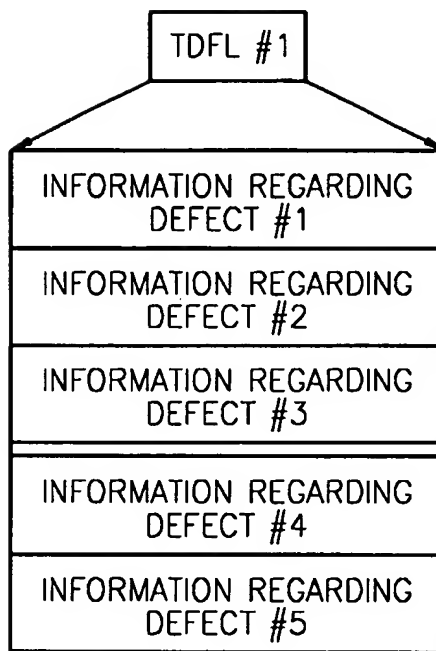 TDFL #1
INFORMATION REGARDING
DEFECT #1
INFORMATION REGARDING
DEFECT #2
INFORMATION REGARDING
DEFECT #3
INFORMATION REGARDING
DEFECT #4
INFORMATION REGARDING
DEFECT #5